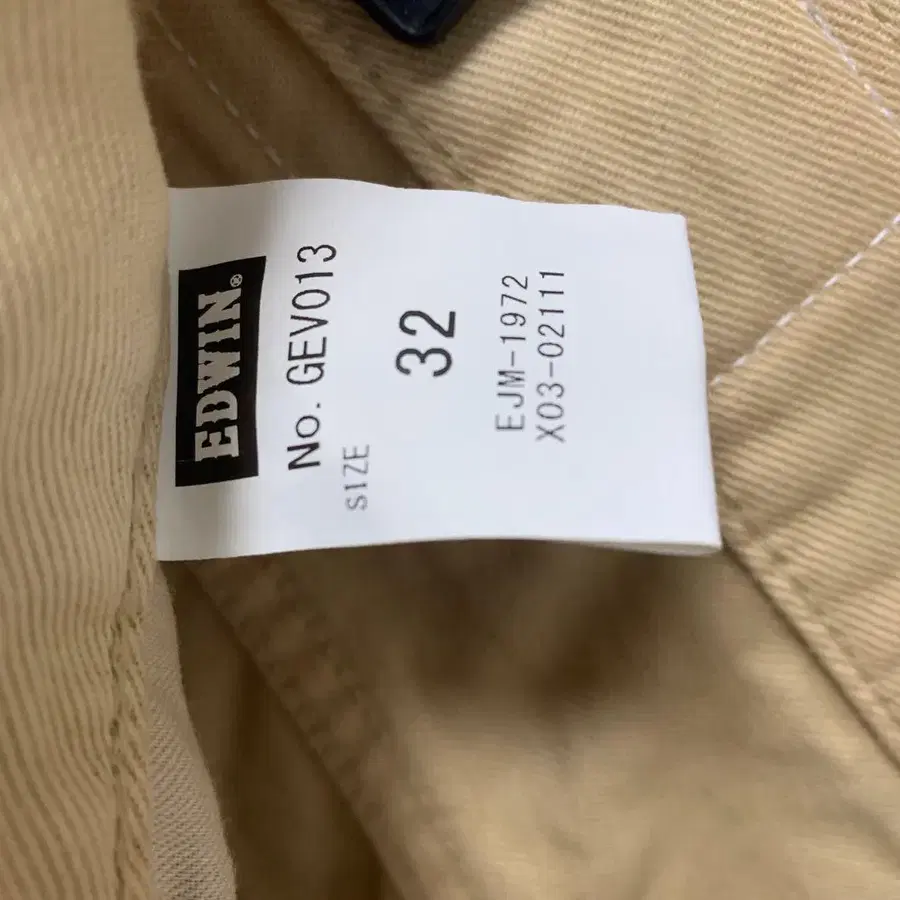 EDWIN®
No. GEV013
SIZE
32
EJM-1972
X03-02111